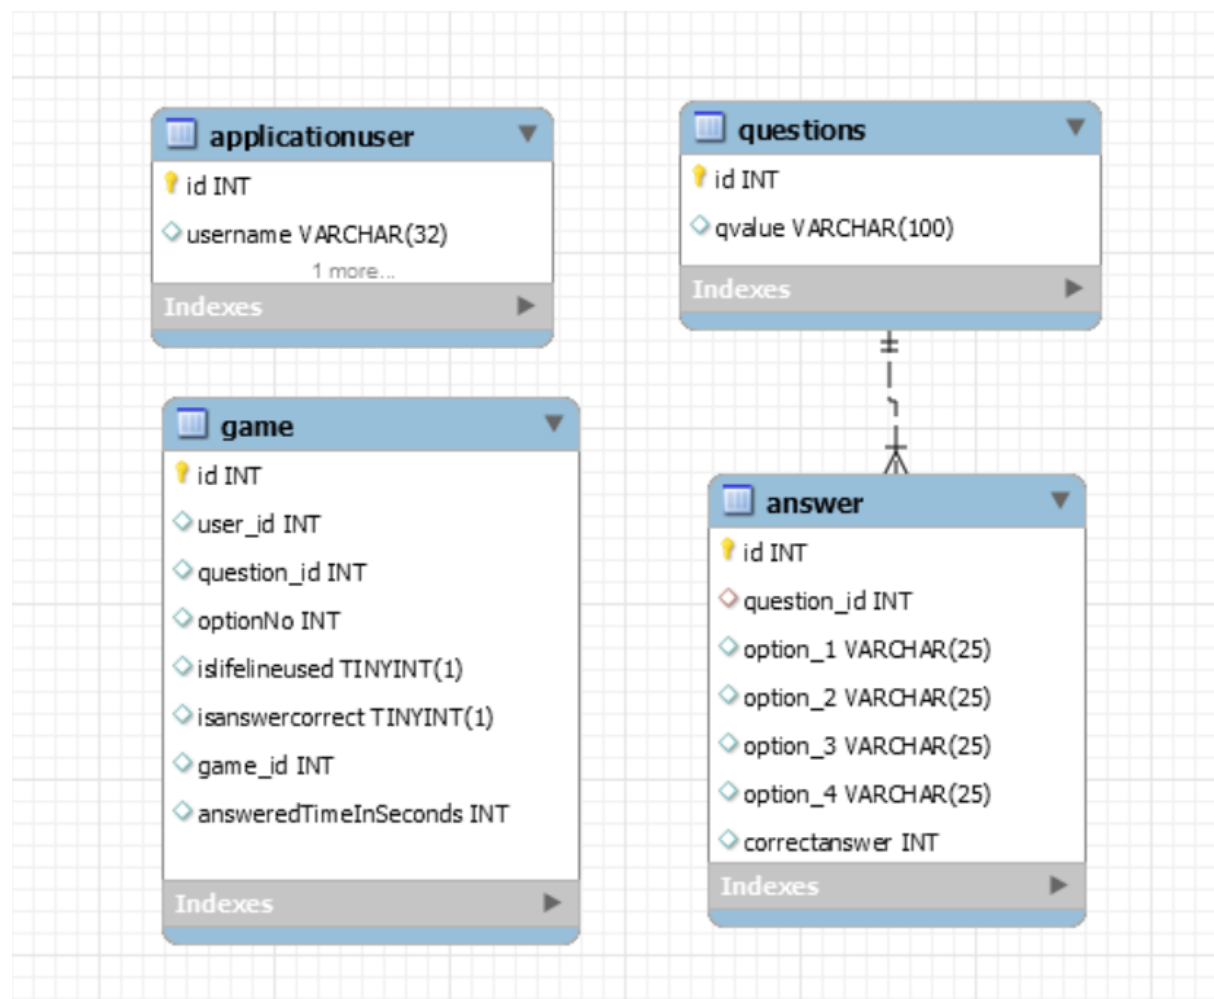 applicationuser
id INT
username VARCHAR(32)
1 more...
Indexes
questions
id INT
qvalue VARCHAR(100)
Indexes
game
id INT
user_id INT
question_id INT
optionNo INT
islifelineused TINYINT(1)
isanswercorrect TINYINT(1)
game_id INT
answeredTimeInSeconds INT
Indexes
answer
id INT
question_id INT
option_1 VARCHAR(25)
option_2 VARCHAR(25)
option_3 VARCHAR(25)
option_4 VARCHAR(25)
correctanswer INT
Indexes